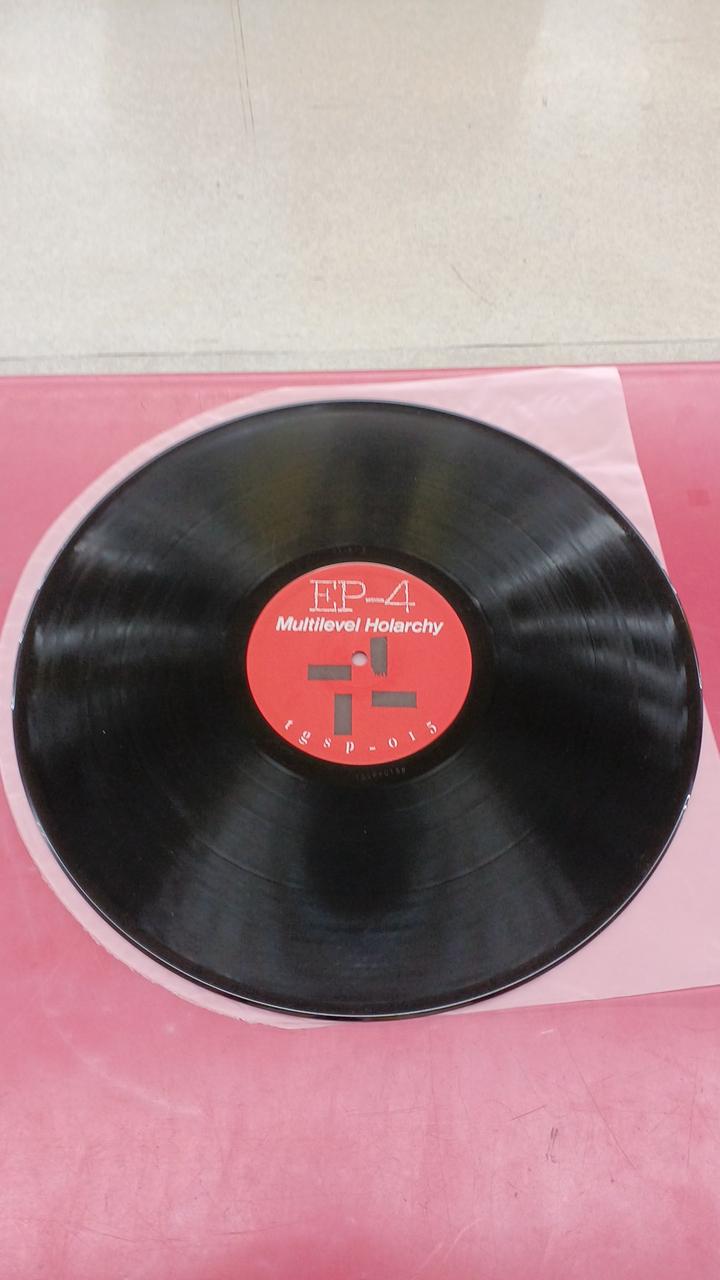 EP-4
Multilevel Holarchy
tgsp-015